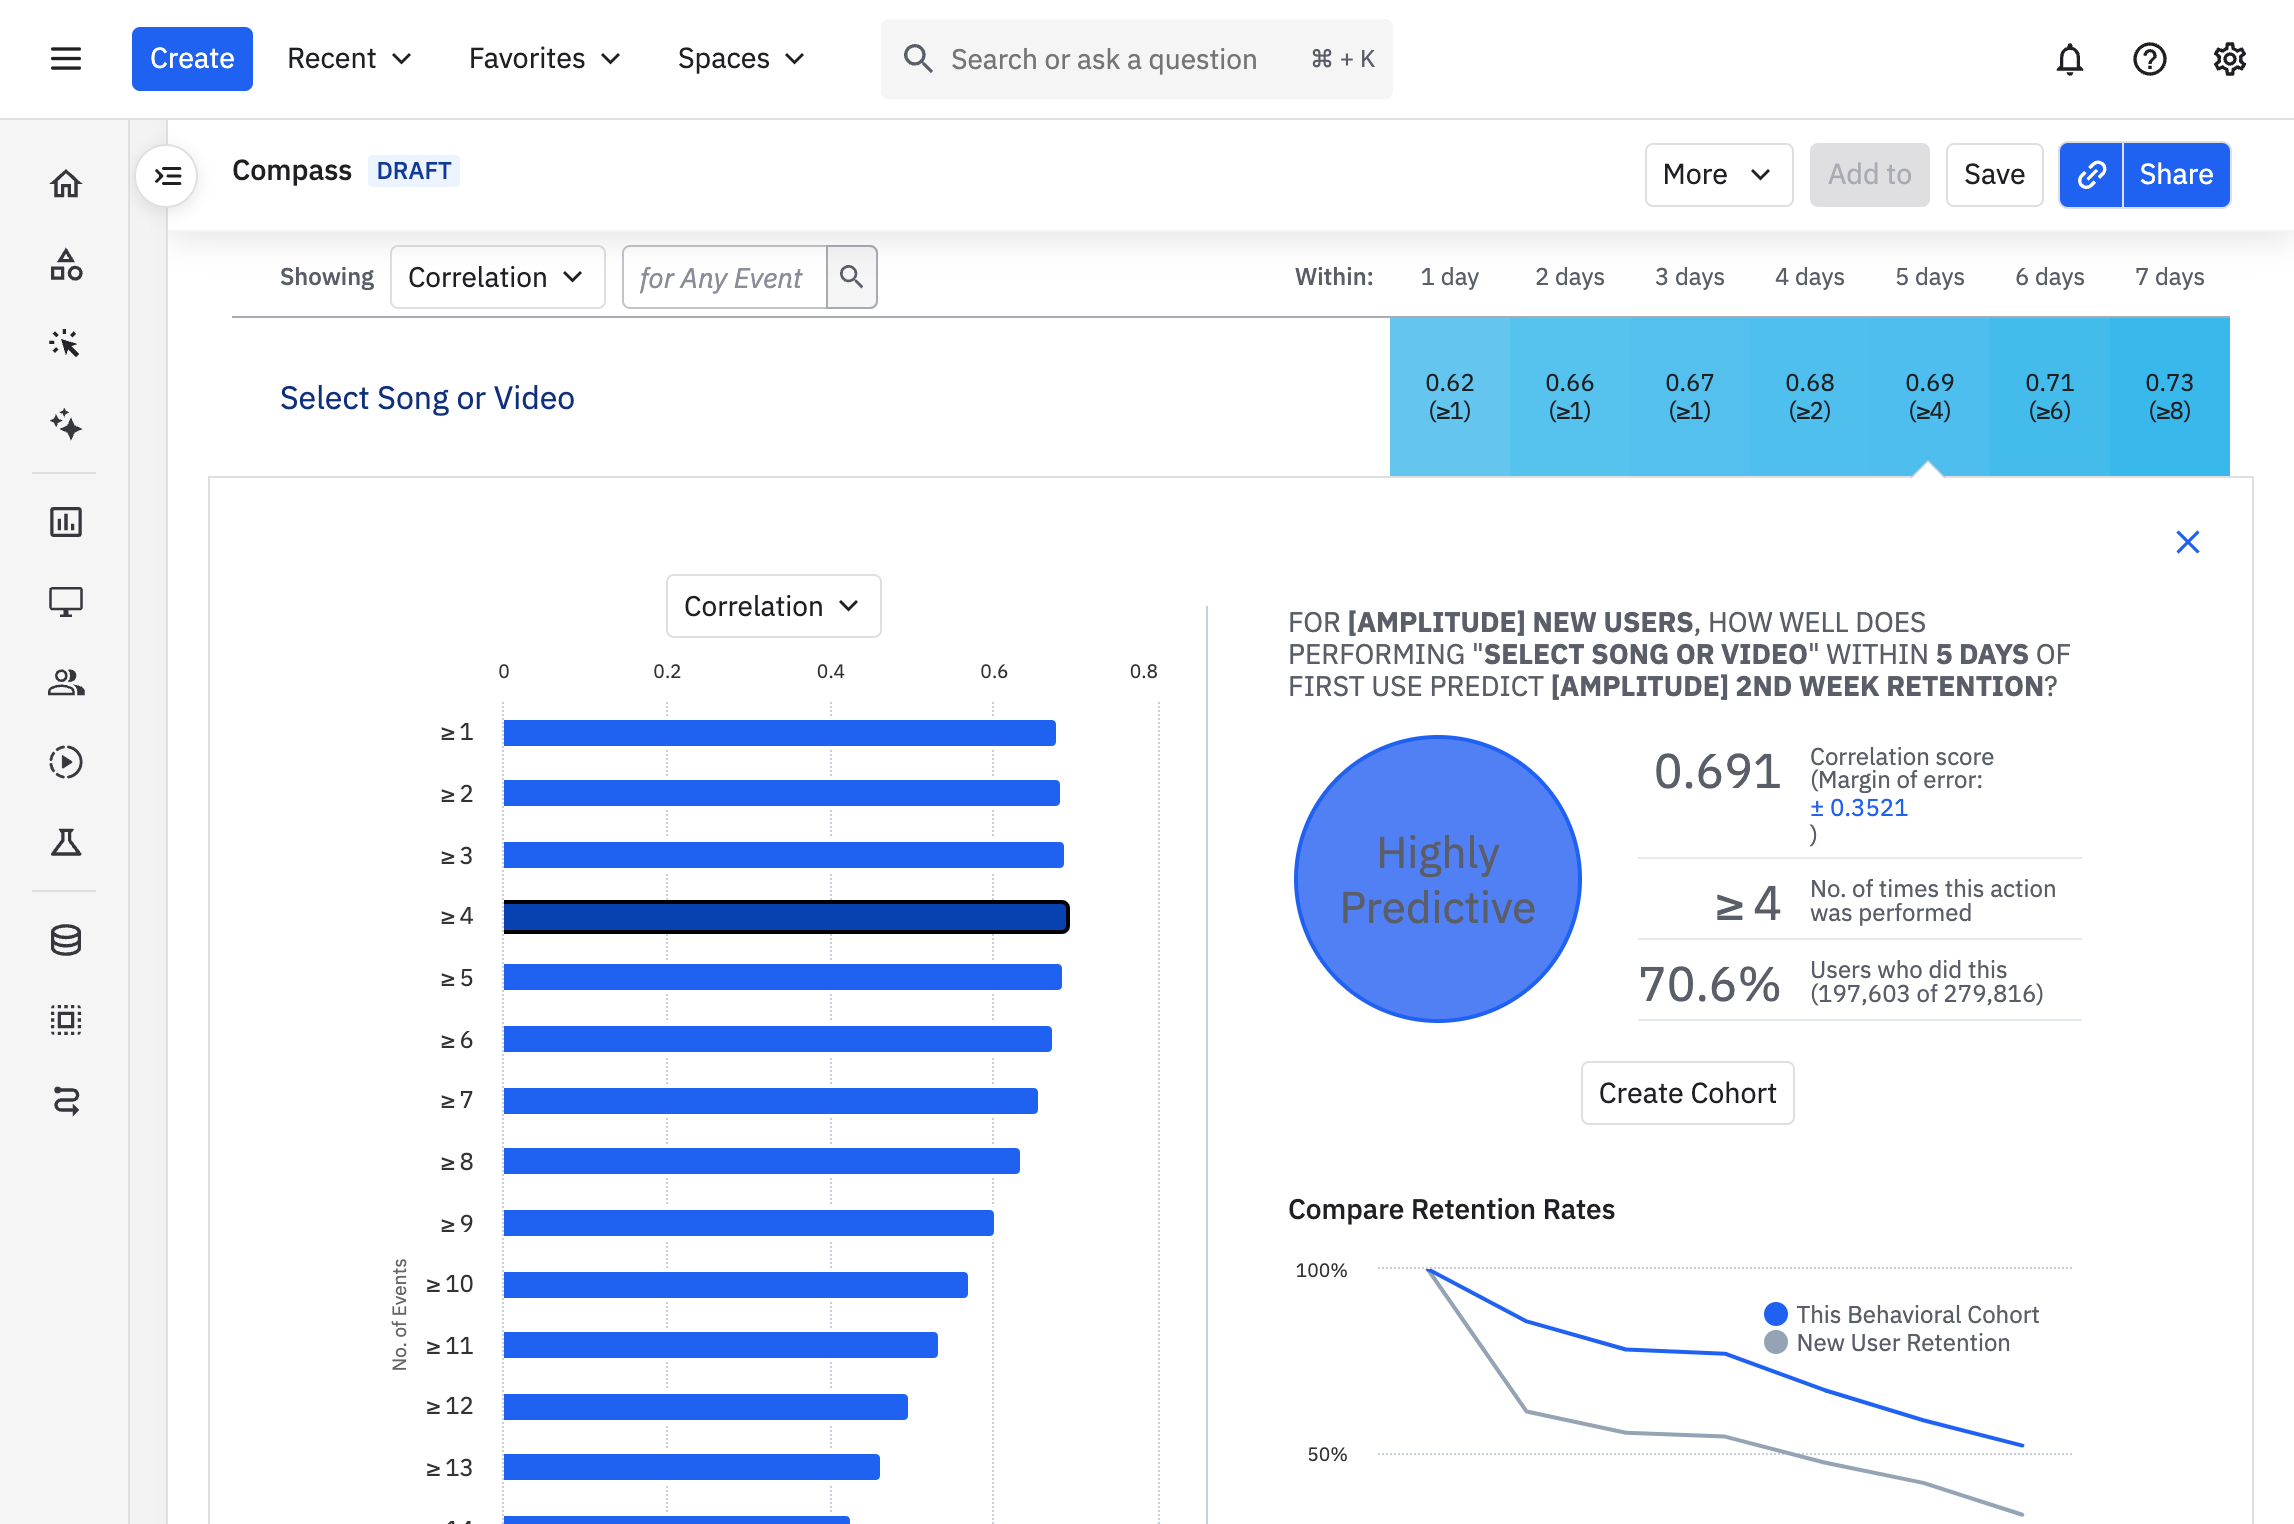 Create
Recent
Favorites
Spaces
Search or ask a question
⌘ + K
Compass
DRAFT
More
Add to
Save
Share
Showing
Correlation
for Any Event
Within:
1 day
2 days
3 days
4 days
5 days
6 days
7 days
Select Song or Video
0.62
(≥1)
0.66
(≥1)
0.67
(≥1)
0.68
(≥2)
0.69
(≥4)
0.71
(≥6)
0.73
(≥8)
Correlation
0
0.2
0.4
0.6
0.8
≥ 1
≥ 2
≥ 3
≥ 4
≥ 5
≥ 6
≥ 7
≥ 8
≥ 9
≥ 10
≥ 11
≥ 12
≥ 13
No. of Events
FOR [AMPLITUDE] NEW USERS, HOW WELL DOES
PERFORMING "SELECT SONG OR VIDEO" WITHIN 5 DAYS OF
FIRST USE PREDICT [AMPLITUDE] 2ND WEEK RETENTION?
Highly
Predictive
0.691
Correlation score
(Margin of error:
± 0.3521
)
≥ 4
No. of times this action
was performed
70.6%
Users who did this
(197,603 of 279,816)
Create Cohort
Compare Retention Rates
100%
50%
This Behavioral Cohort
New User Retention